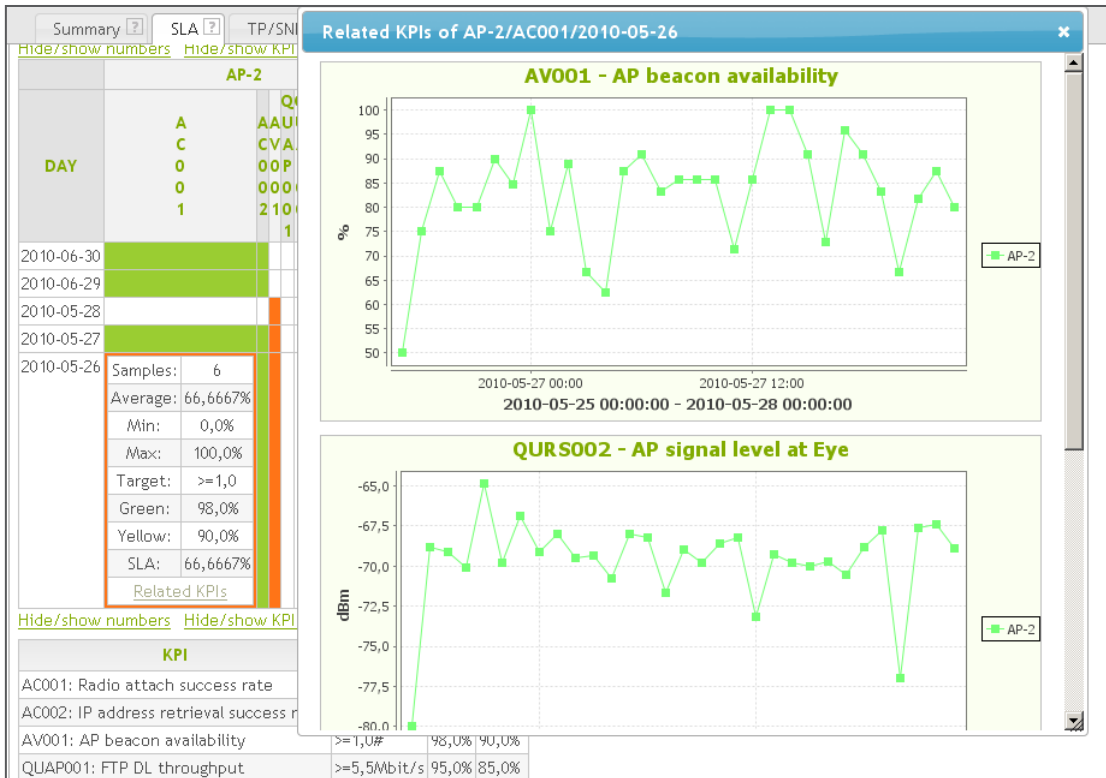 Summary ?
SLA ?
TP/SNI
Hide/show numbers Hide/show KPI
DAY
AP-2
AC001
AC002
AV001
QUAP001
2010-06-30
2010-06-29
2010-05-28
2010-05-27
2010-05-26
Samples: 6
Average: 66,6667%
Min: 0,0%
Max: 100,0%
Target: >=1,0
Green: 98,0%
Yellow: 90,0%
SLA: 66,6667%
Related KPIs
Hide/show numbers Hide/show KPI
KPI
AC001: Radio attach success rate
AC002: IP address retrieval success r
AV001: AP beacon availability >=1,0# 98,0% 90,0%
QUAP001: FTP DL throughput >=5,5Mbit/s 95,0% 85,0%
Related KPIs of AP-2/AC001/2010-05-26
AV001 - AP beacon availability
100
95
90
85
80
75
70
65
60
55
50
%
AP-2
2010-05-27 00:00 2010-05-27 12:00
2010-05-25 00:00:00 - 2010-05-28 00:00:00
QURS002 - AP signal level at Eye
-65,0
-67,5
-70,0
-72,5
-75,0
-77,5
-80,0
dBm
AP-2